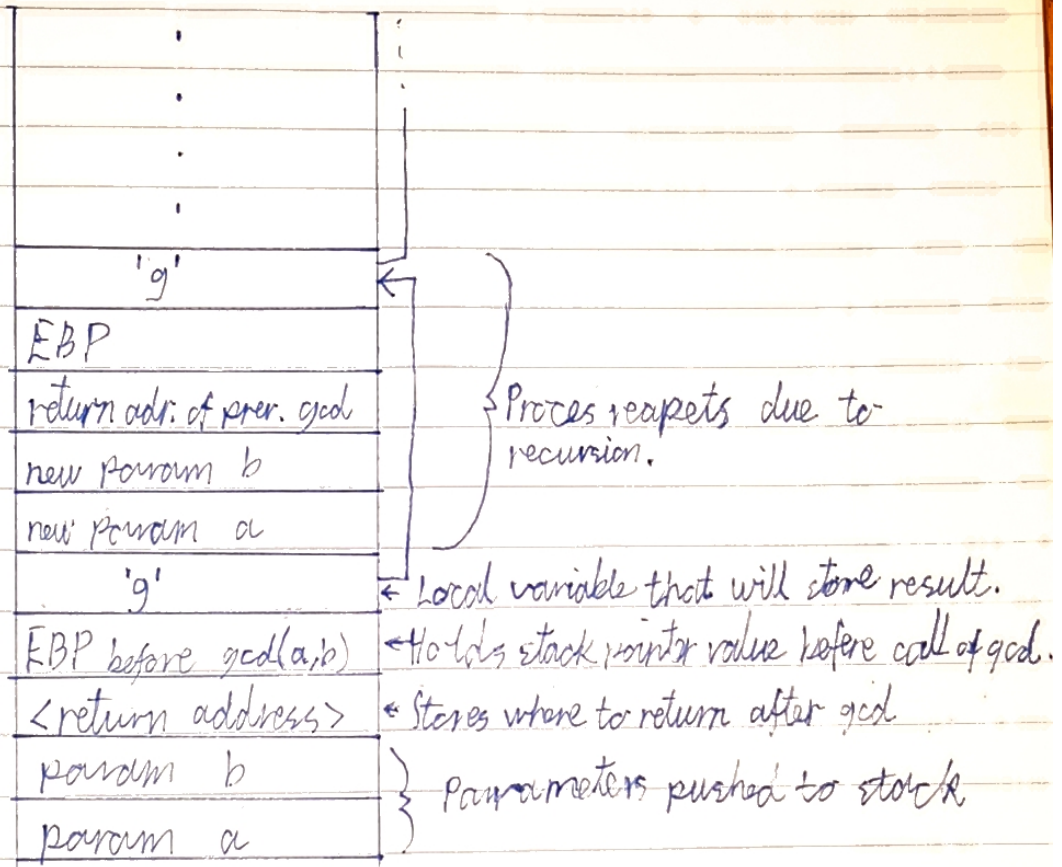 'g'
EBP
return adr. of prev. gcd
new param b
new param a
Proces reapets due to
recursion.
'g'
← Local variable that will store result.
EBP before gcd(a,b)
← Holds stack pointer value before call of gcd.
<return address>
← Stores where to return after gcd
param b
param a
Paramaters pushed to stack